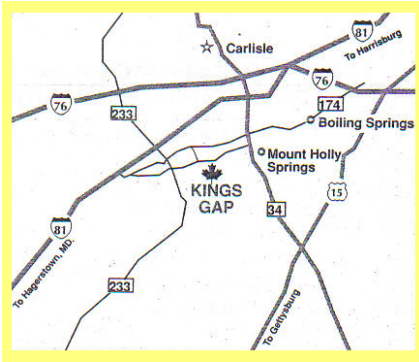 81
To Harrisburg
Carlisle
76
76
174
233
Boiling Springs
Mount Holly
Springs
KINGS
GAP
15
34
81
To Hagerstown, MD.
233
To Gettysburg